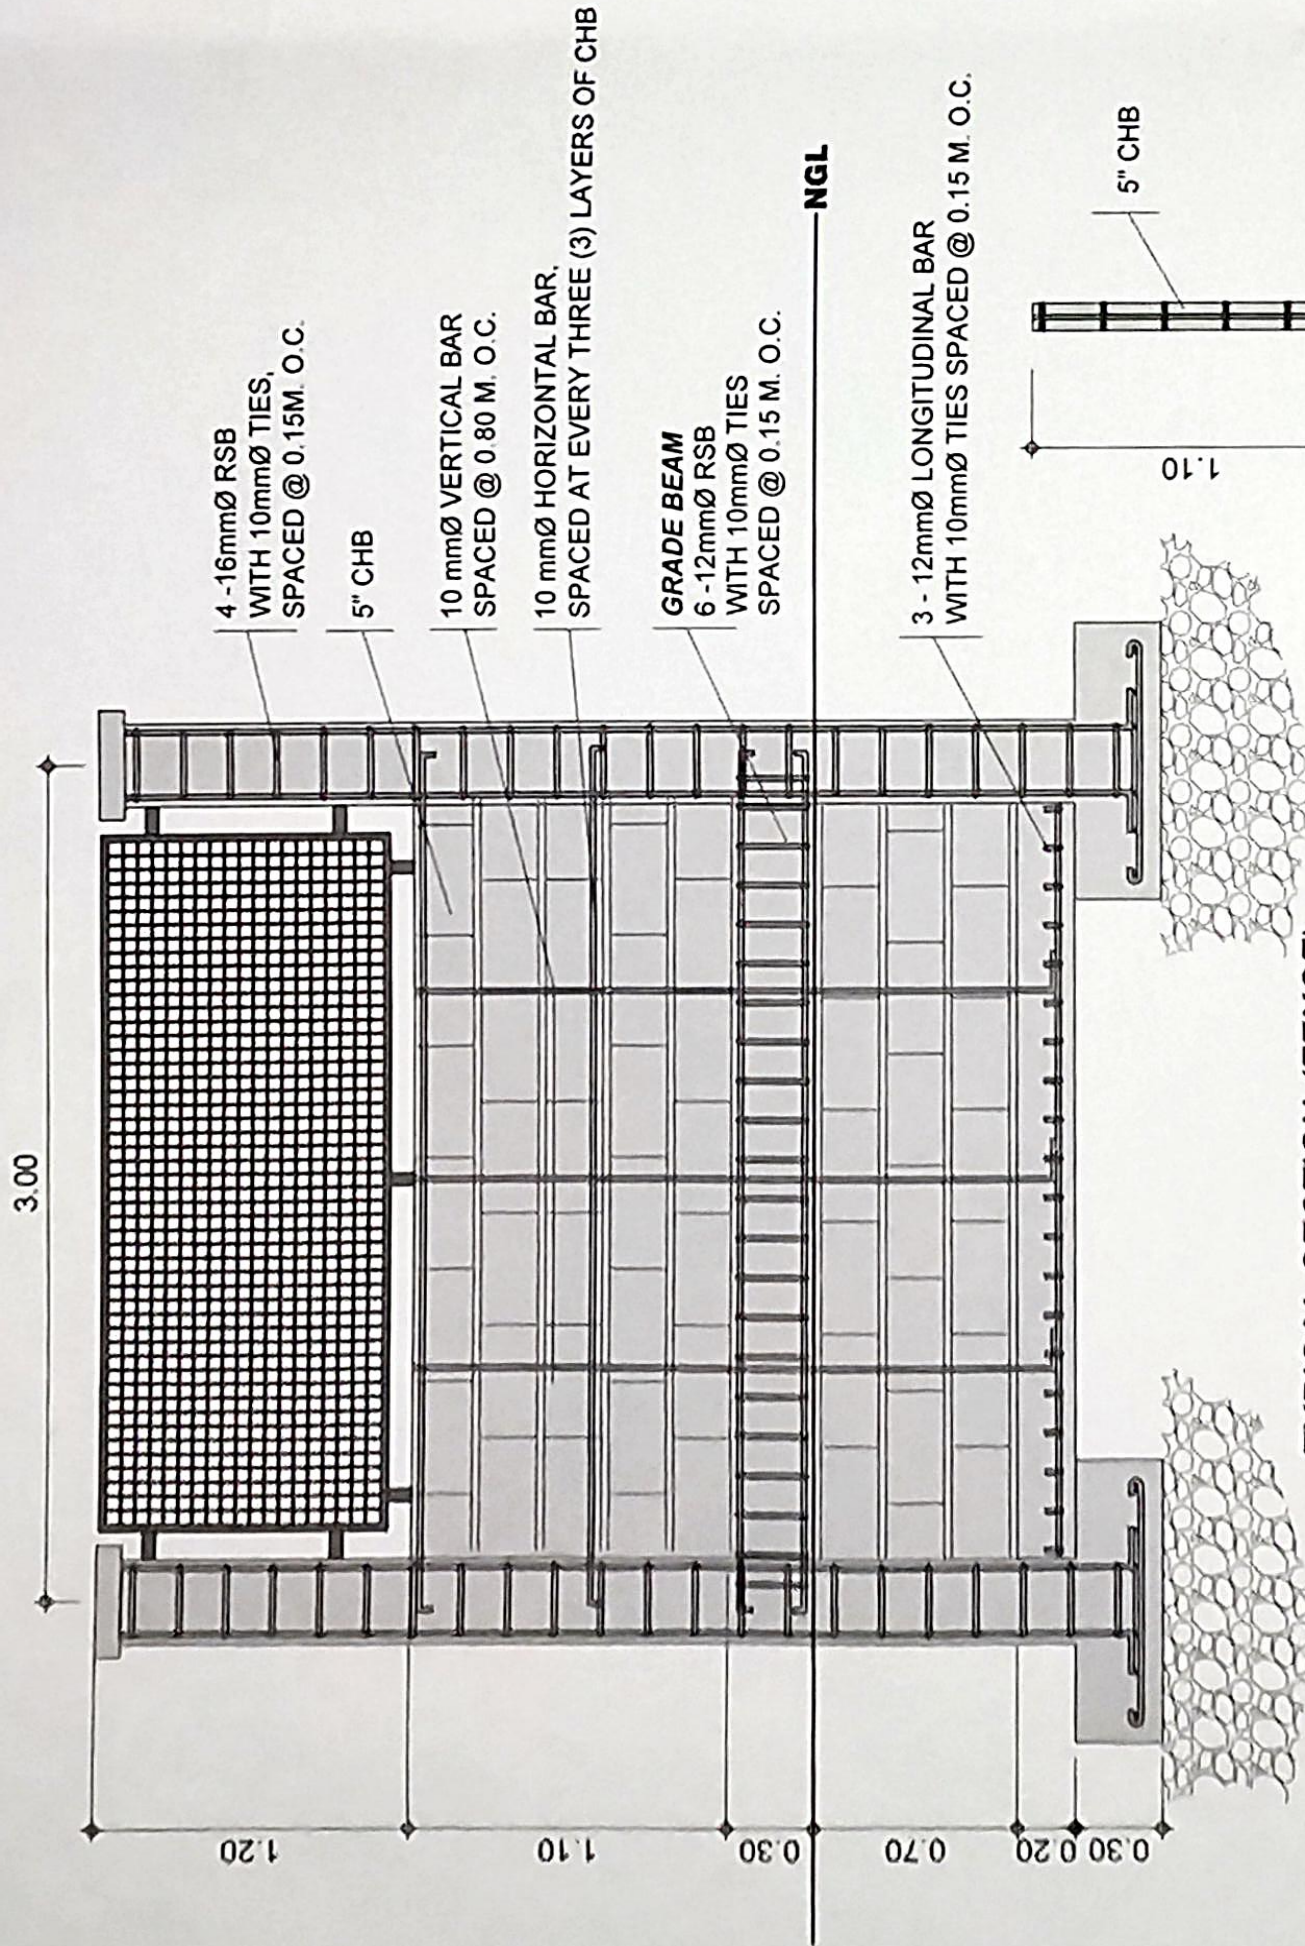 3.00
4 -16mmØ RSB
WITH 10mmØ TIES,
SPACED @ 0.15M. O.C.
5" CHB
10 mmØ VERTICAL BAR
SPACED @ 0.80 M. O.C.
10 mmØ HORIZONTAL BAR,
SPACED AT EVERY THREE (3) LAYERS OF CHB
GRADE BEAM
6 -12mmØ RSB
WITH 10mmØ TIES
SPACED @ 0.15 M. O.C.
NGL
3 - 12mmØ LONGITUDINAL BAR
WITH 10mmØ TIES SPACED @ 0.15 M. O.C.
1.20
1.10
0.30
0.70
0.20
0.30
5" CHB
1.10